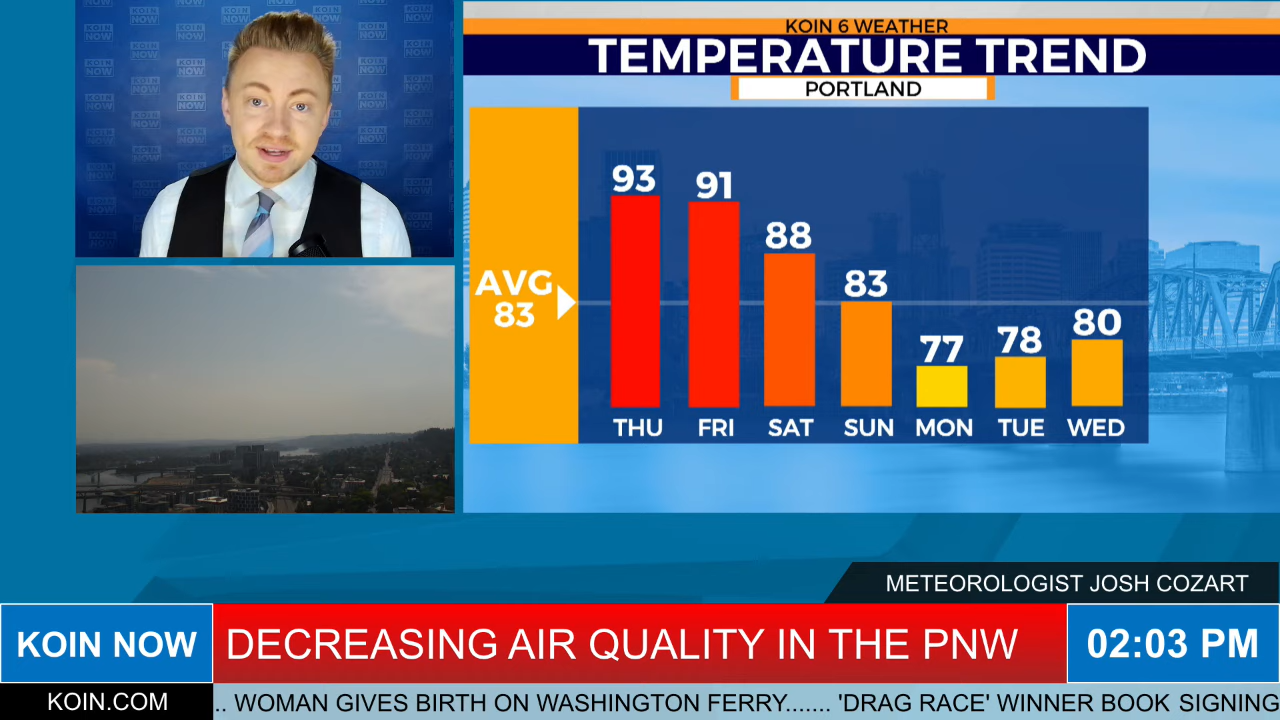 KOIN NOW
KOIN 6 WEATHER
TEMPERATURE TREND
PORTLAND
AVG
83
93 91 88 83 77 78 80
THU FRI SAT SUN MON TUE WED
METEOROLOGIST JOSH COZART
KOIN NOW
DECREASING AIR QUALITY IN THE PNW
02:03 PM
KOIN.COM
.. WOMAN GIVES BIRTH ON WASHINGTON FERRY....... 'DRAG RACE' WINNER BOOK SIGNING